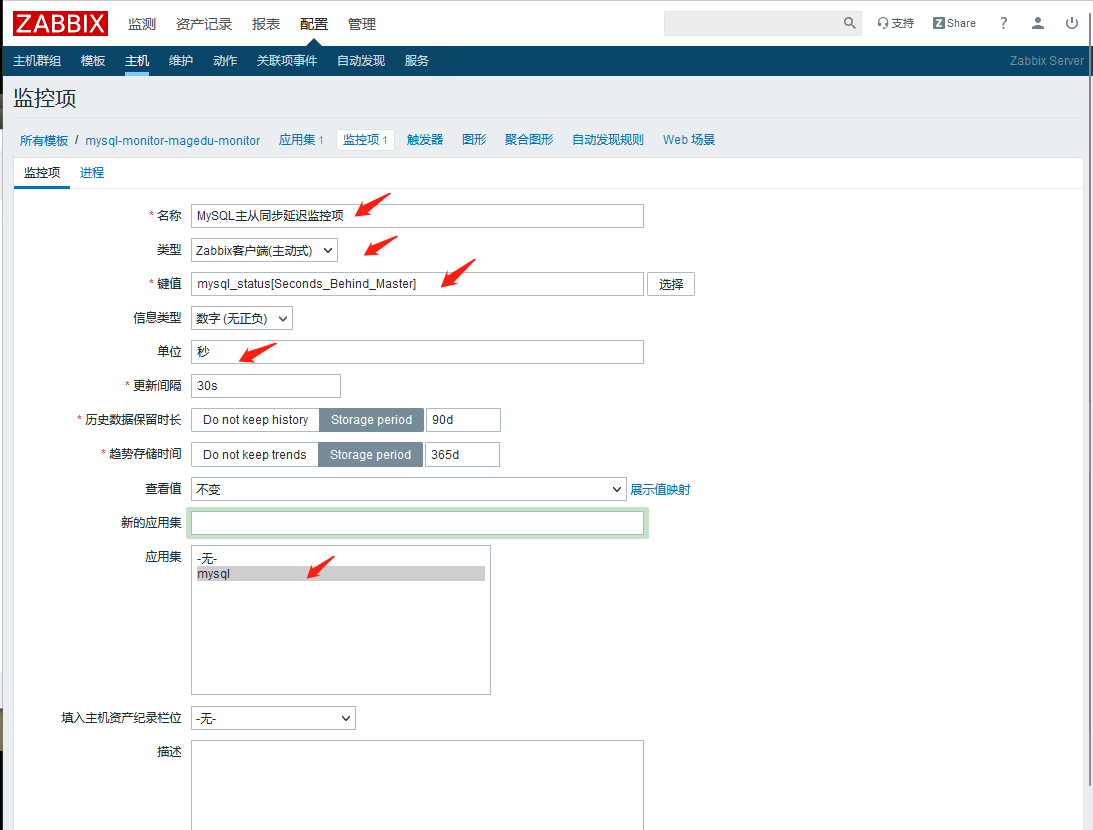 ZABBIX 监测 资产记录 报表 配置 管理 支持 Z Share ?
主机群组 模板 主机 维护 动作 关联项事件 自动发现 服务 Zabbix Server
监控项
所有模板 / mysql-monitor-magedu-monitor 应用集 1 监控项 1 触发器 图形 聚合图形 自动发现规则 Web 场景
监控项 进程
* 名称 MySQL主从同步延迟监控项
类型 Zabbix客户端(主动式)
* 键值 mysql_status[Seconds_Behind_Master] 选择
信息类型 数字 (无正负)
单位 秒
* 更新间隔 30s
* 历史数据保留时长 Do not keep history Storage period 90d
* 趋势存储时间 Do not keep trends Storage period 365d
查看值 不变 展示值映射
新的应用集
应用集 -无-
mysql
填入主机资产纪录栏位 -无-
描述